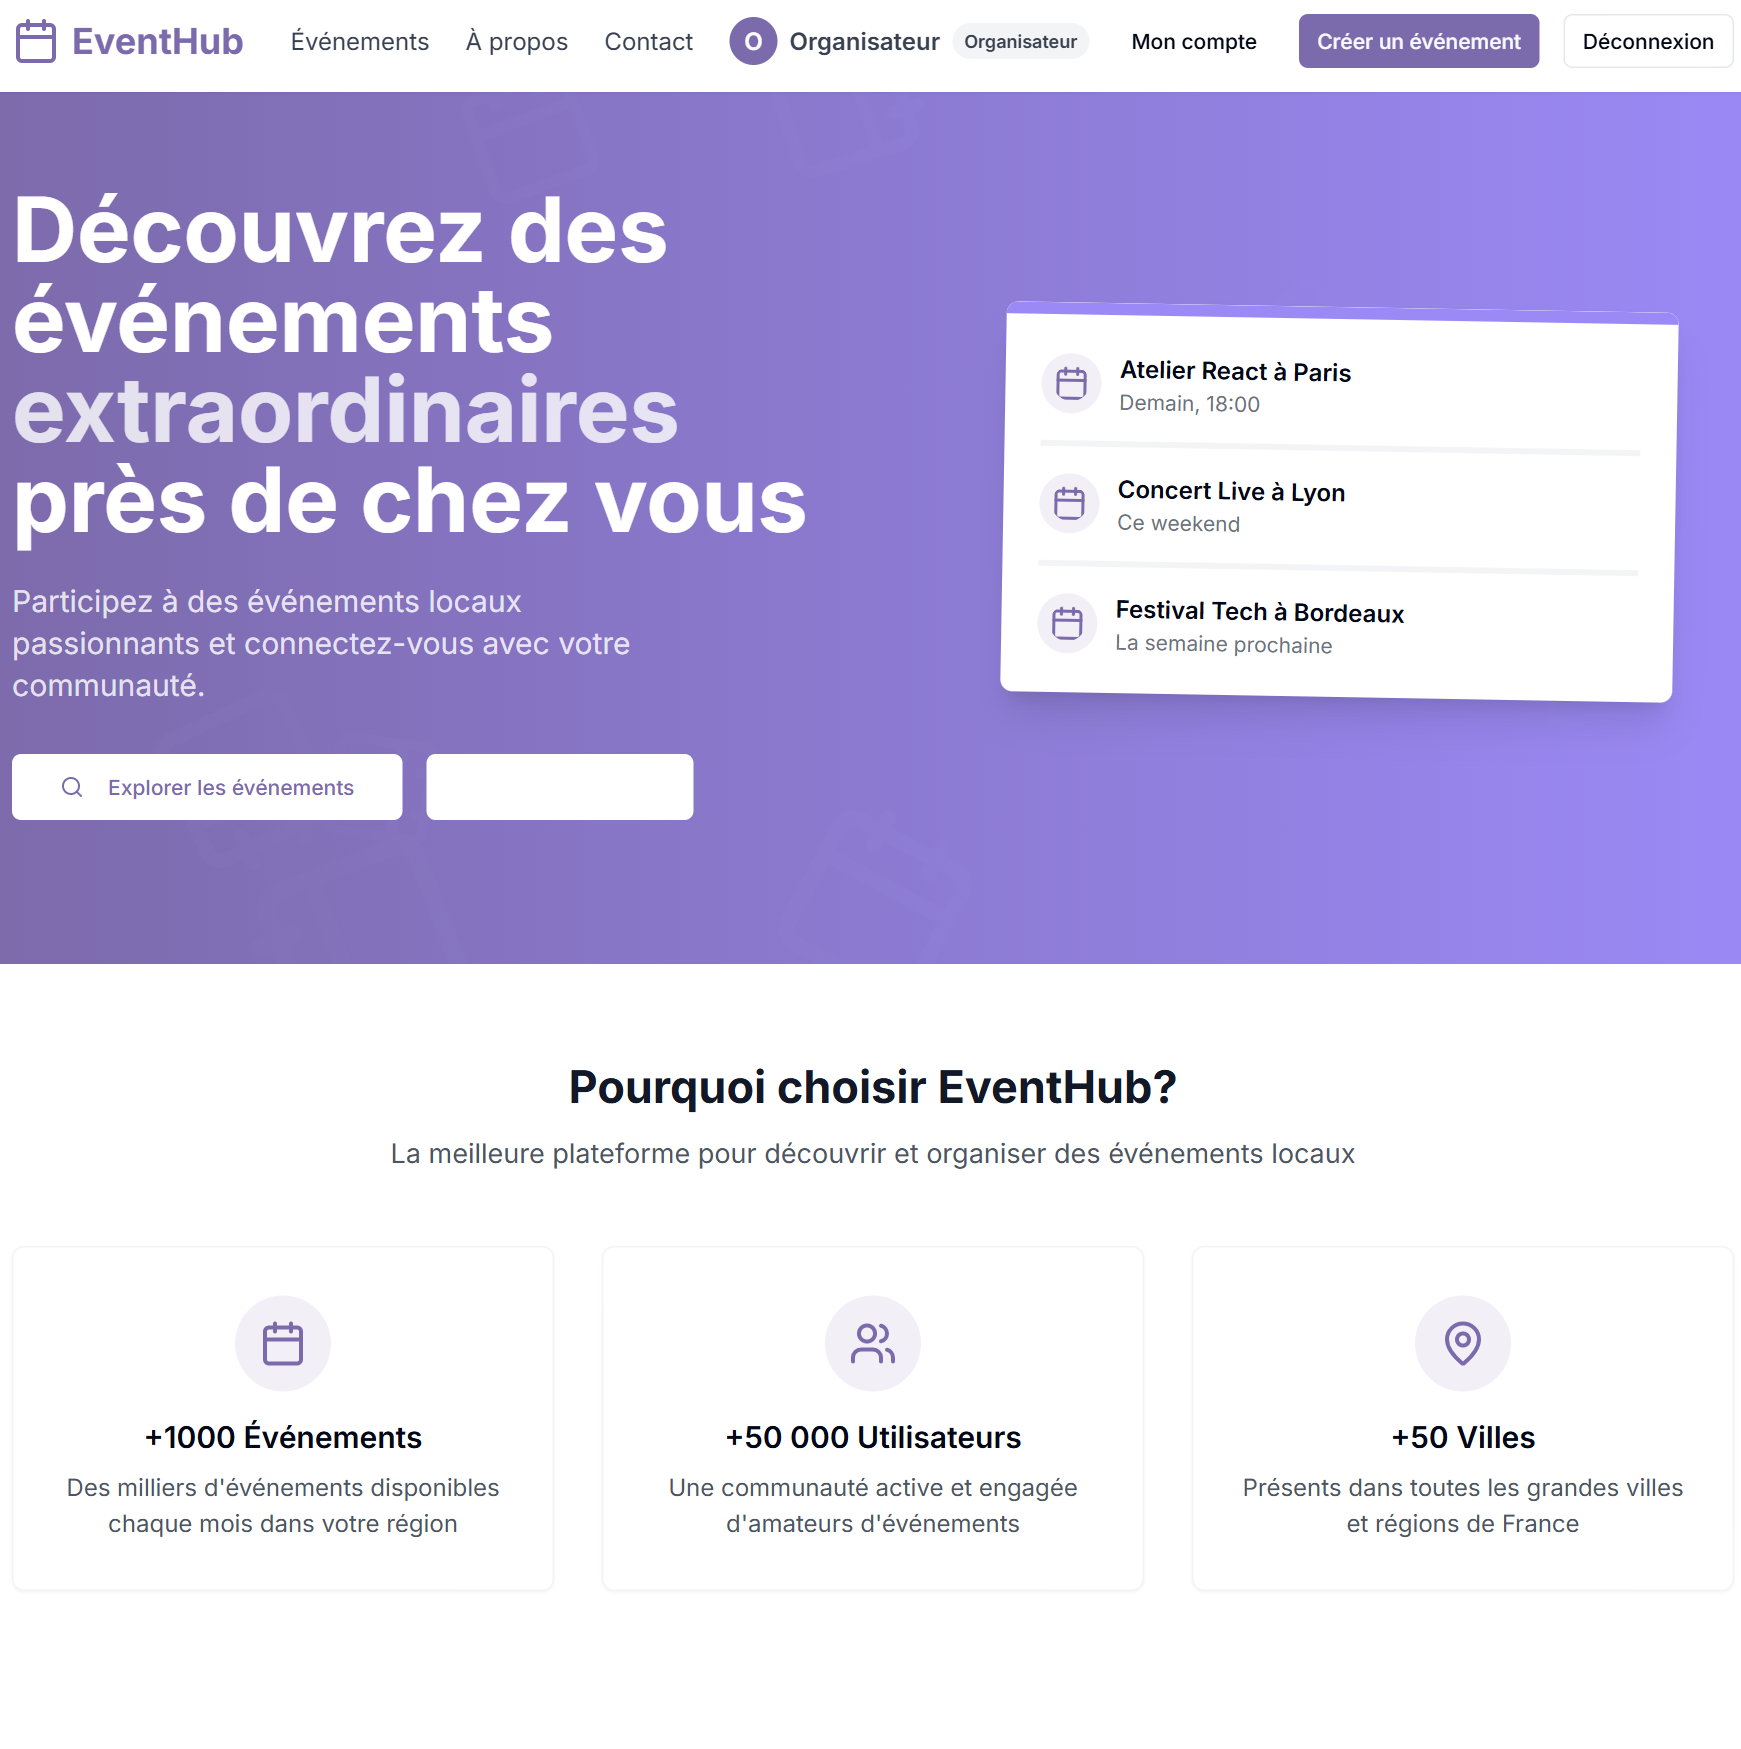 EventHub
Événements
À propos
Contact
O
Organisateur
Organisateur
Mon compte
Créer un événement
Déconnexion
Découvrez des
événements
extraordinaires
près de chez vous
Participez à des événements locaux
passionnants et connectez-vous avec votre
communauté.
Explorer les événements
Atelier React à Paris
Demain, 18:00
Concert Live à Lyon
Ce weekend
Festival Tech à Bordeaux
La semaine prochaine
Pourquoi choisir EventHub?
La meilleure plateforme pour découvrir et organiser des événements locaux
+1000 Événements
Des milliers d'événements disponibles
chaque mois dans votre région
+50 000 Utilisateurs
Une communauté active et engagée
d'amateurs d'événements
+50 Villes
Présents dans toutes les grandes villes
et régions de France